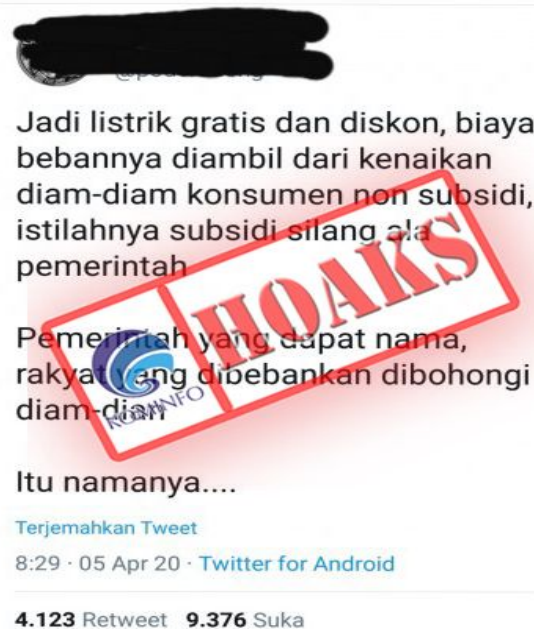 Jadi listrik gratis dan diskon, biaya
bebannya diambil dari kenaikan
diam-diam konsumen non subsidi,
istilahnya subsidi silang ala
pemerintah
HOAKS
KOMINFO
Pemerintah yang dapat nama,
rakyat yang dibebankan dibohongi
diam-diam
Itu namanya....
Terjemahkan Tweet
8:29 · 05 Apr 20 · Twitter for Android
4.123 Retweet 9.376 Suka